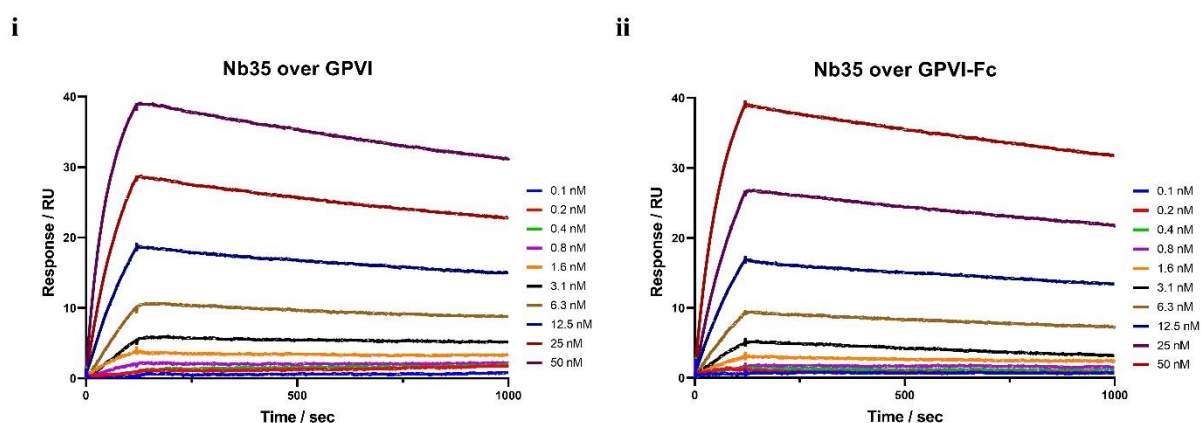 i
Nb35 over GPVI
Response / RU
40
30
20
10
0
0
500
1000
Time / sec
0.1 nM
0.2 nM
0.4 nM
0.8 nM
1.6 nM
3.1 nM
6.3 nM
12.5 nM
25 nM
50 nM
ii
Nb35 over GPVI-Fc
Response / RU
40
30
20
10
0
0
500
1000
Time / sec
0.1 nM
0.2 nM
0.4 nM
0.8 nM
1.6 nM
3.1 nM
6.3 nM
12.5 nM
25 nM
50 nM